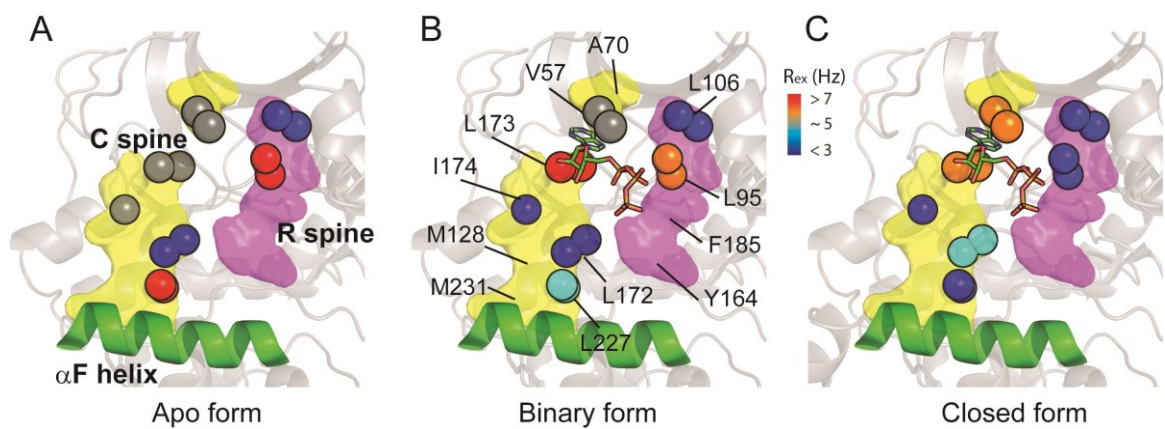 A
B
C
A70
V57
L106
Rex (Hz)
> 7
~ 5
< 3
C spine
L173
I174
L95
R spine
M128
F185
M231
L172
Y164
L227
αF helix
Apo form
Binary form
Closed form